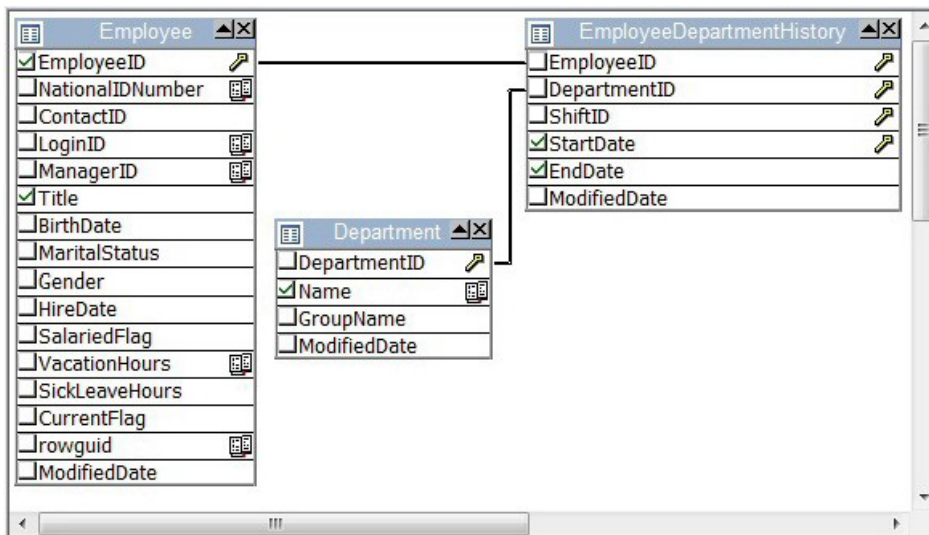 Employee
EmployeeID
NationalIDNumber
ContactID
LoginID
ManagerID
Title
BirthDate
MaritalStatus
Gender
HireDate
SalariedFlag
VacationHours
SickLeaveHours
CurrentFlag
rowguid
ModifiedDate
Department
DepartmentID
Name
GroupName
ModifiedDate
EmployeeDepartmentHistory
EmployeeID
DepartmentID
ShiftID
StartDate
EndDate
ModifiedDate